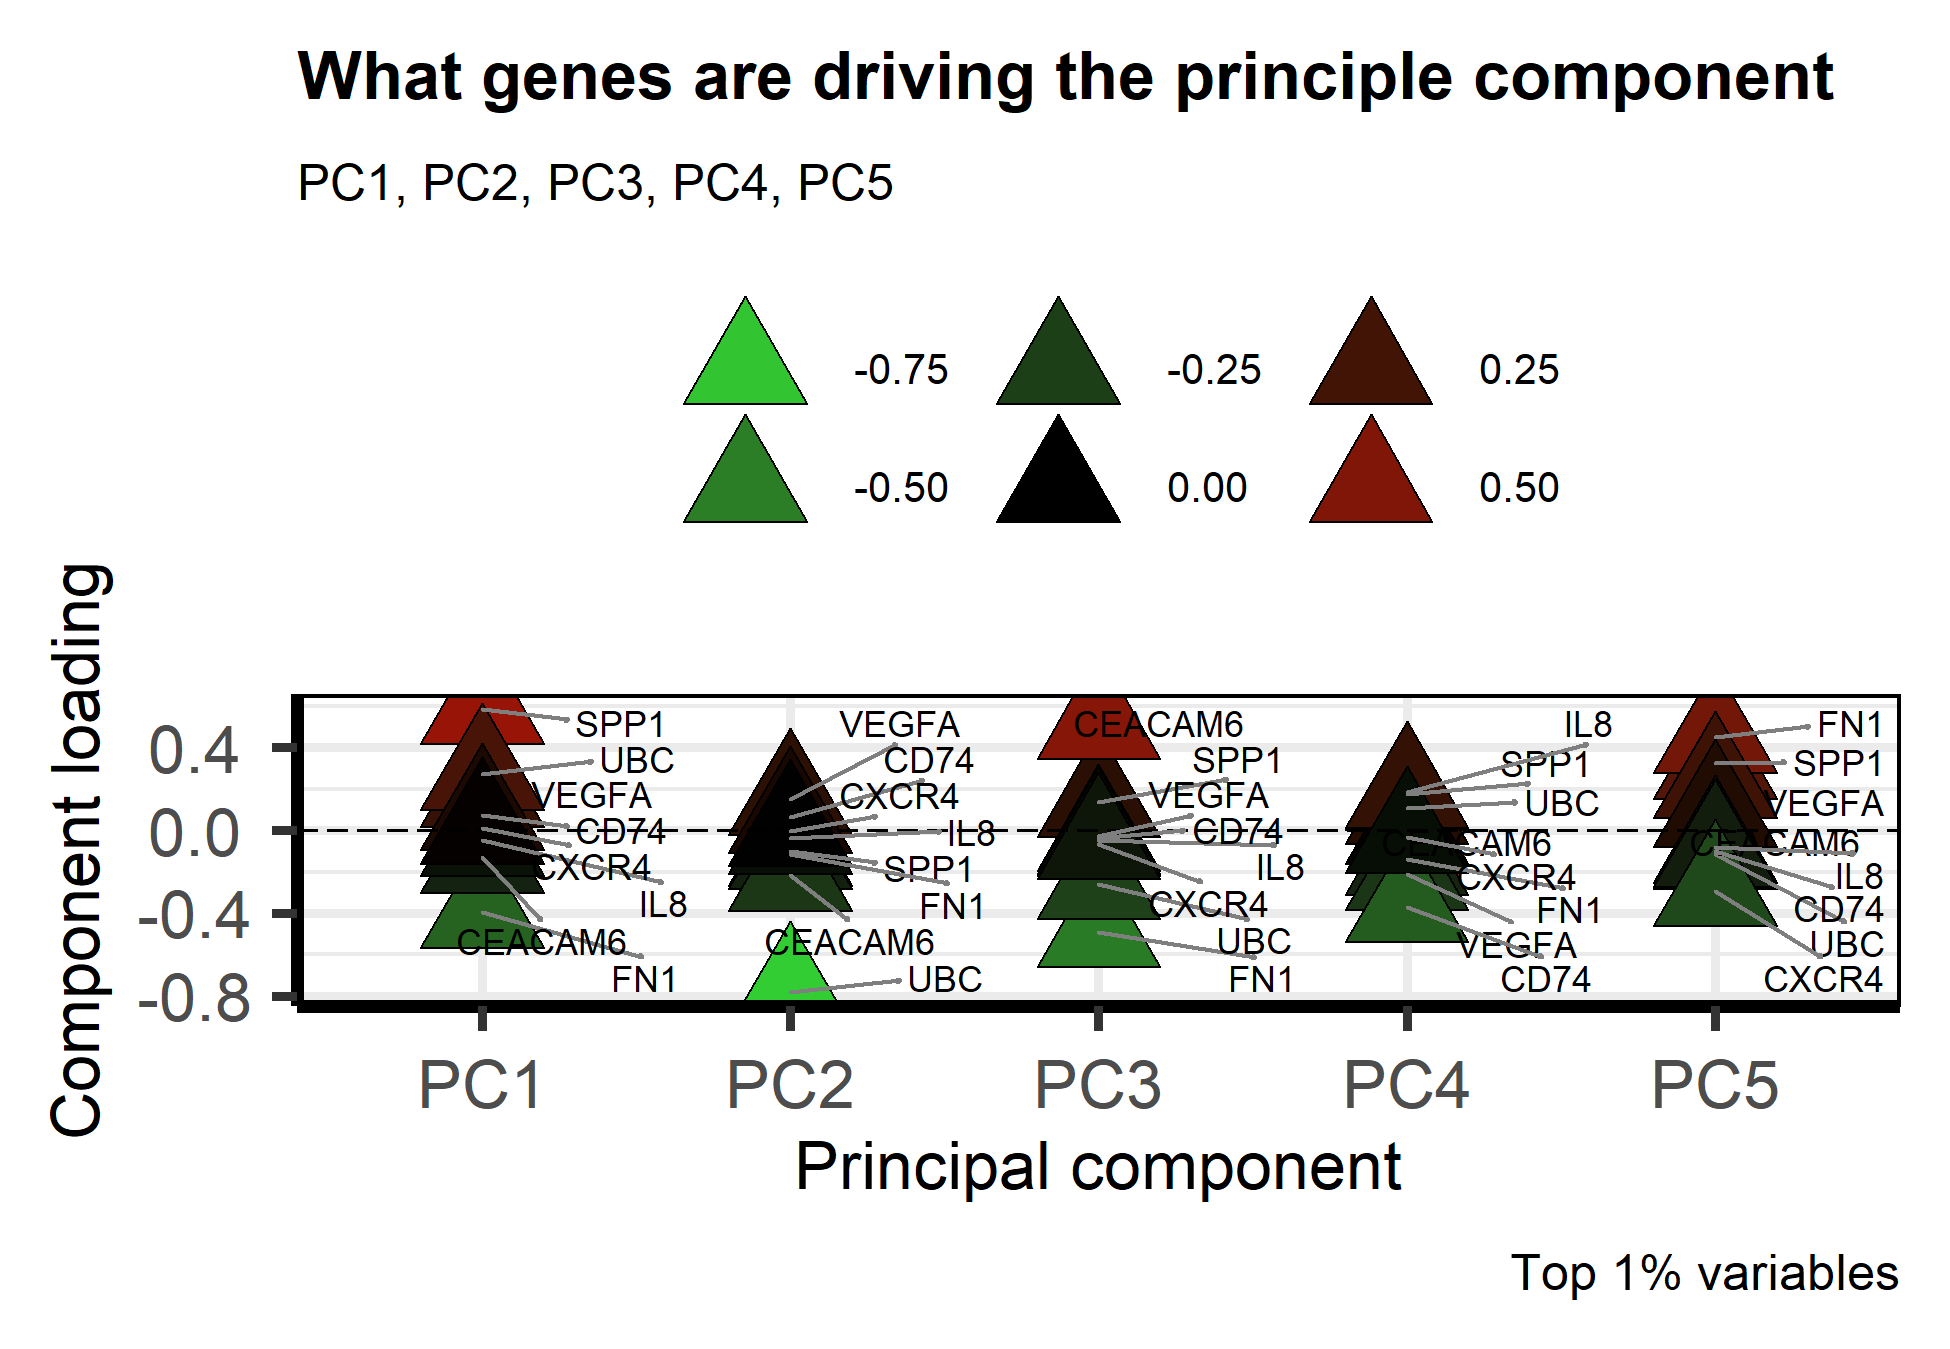 What genes are driving the principle component
PC1, PC2, PC3, PC4, PC5
-0.75 -0.25 0.25
-0.50 0.00 0.50
Component loading
0.4
0.0
-0.4
-0.8
SPP1
UBC
VEGFA
CD74
CXCR4
IL8
CEACAM6
FN1
VEGFA
CD74
CXCR4
IL8
SPP1
FN1
CEACAM6
UBC
CEACAM6
SPP1
VEGFA
CD74
IL8
CXCR4
UBC
FN1
IL8
SPP1
UBC
CEACAM6
CXCR4
FN1
VEGFA
CD74
FN1
SPP1
VEGFA
CEACAM6
IL8
CD74
UBC
CXCR4
PC1 PC2 PC3 PC4 PC5
Principal component
Top 1% variables